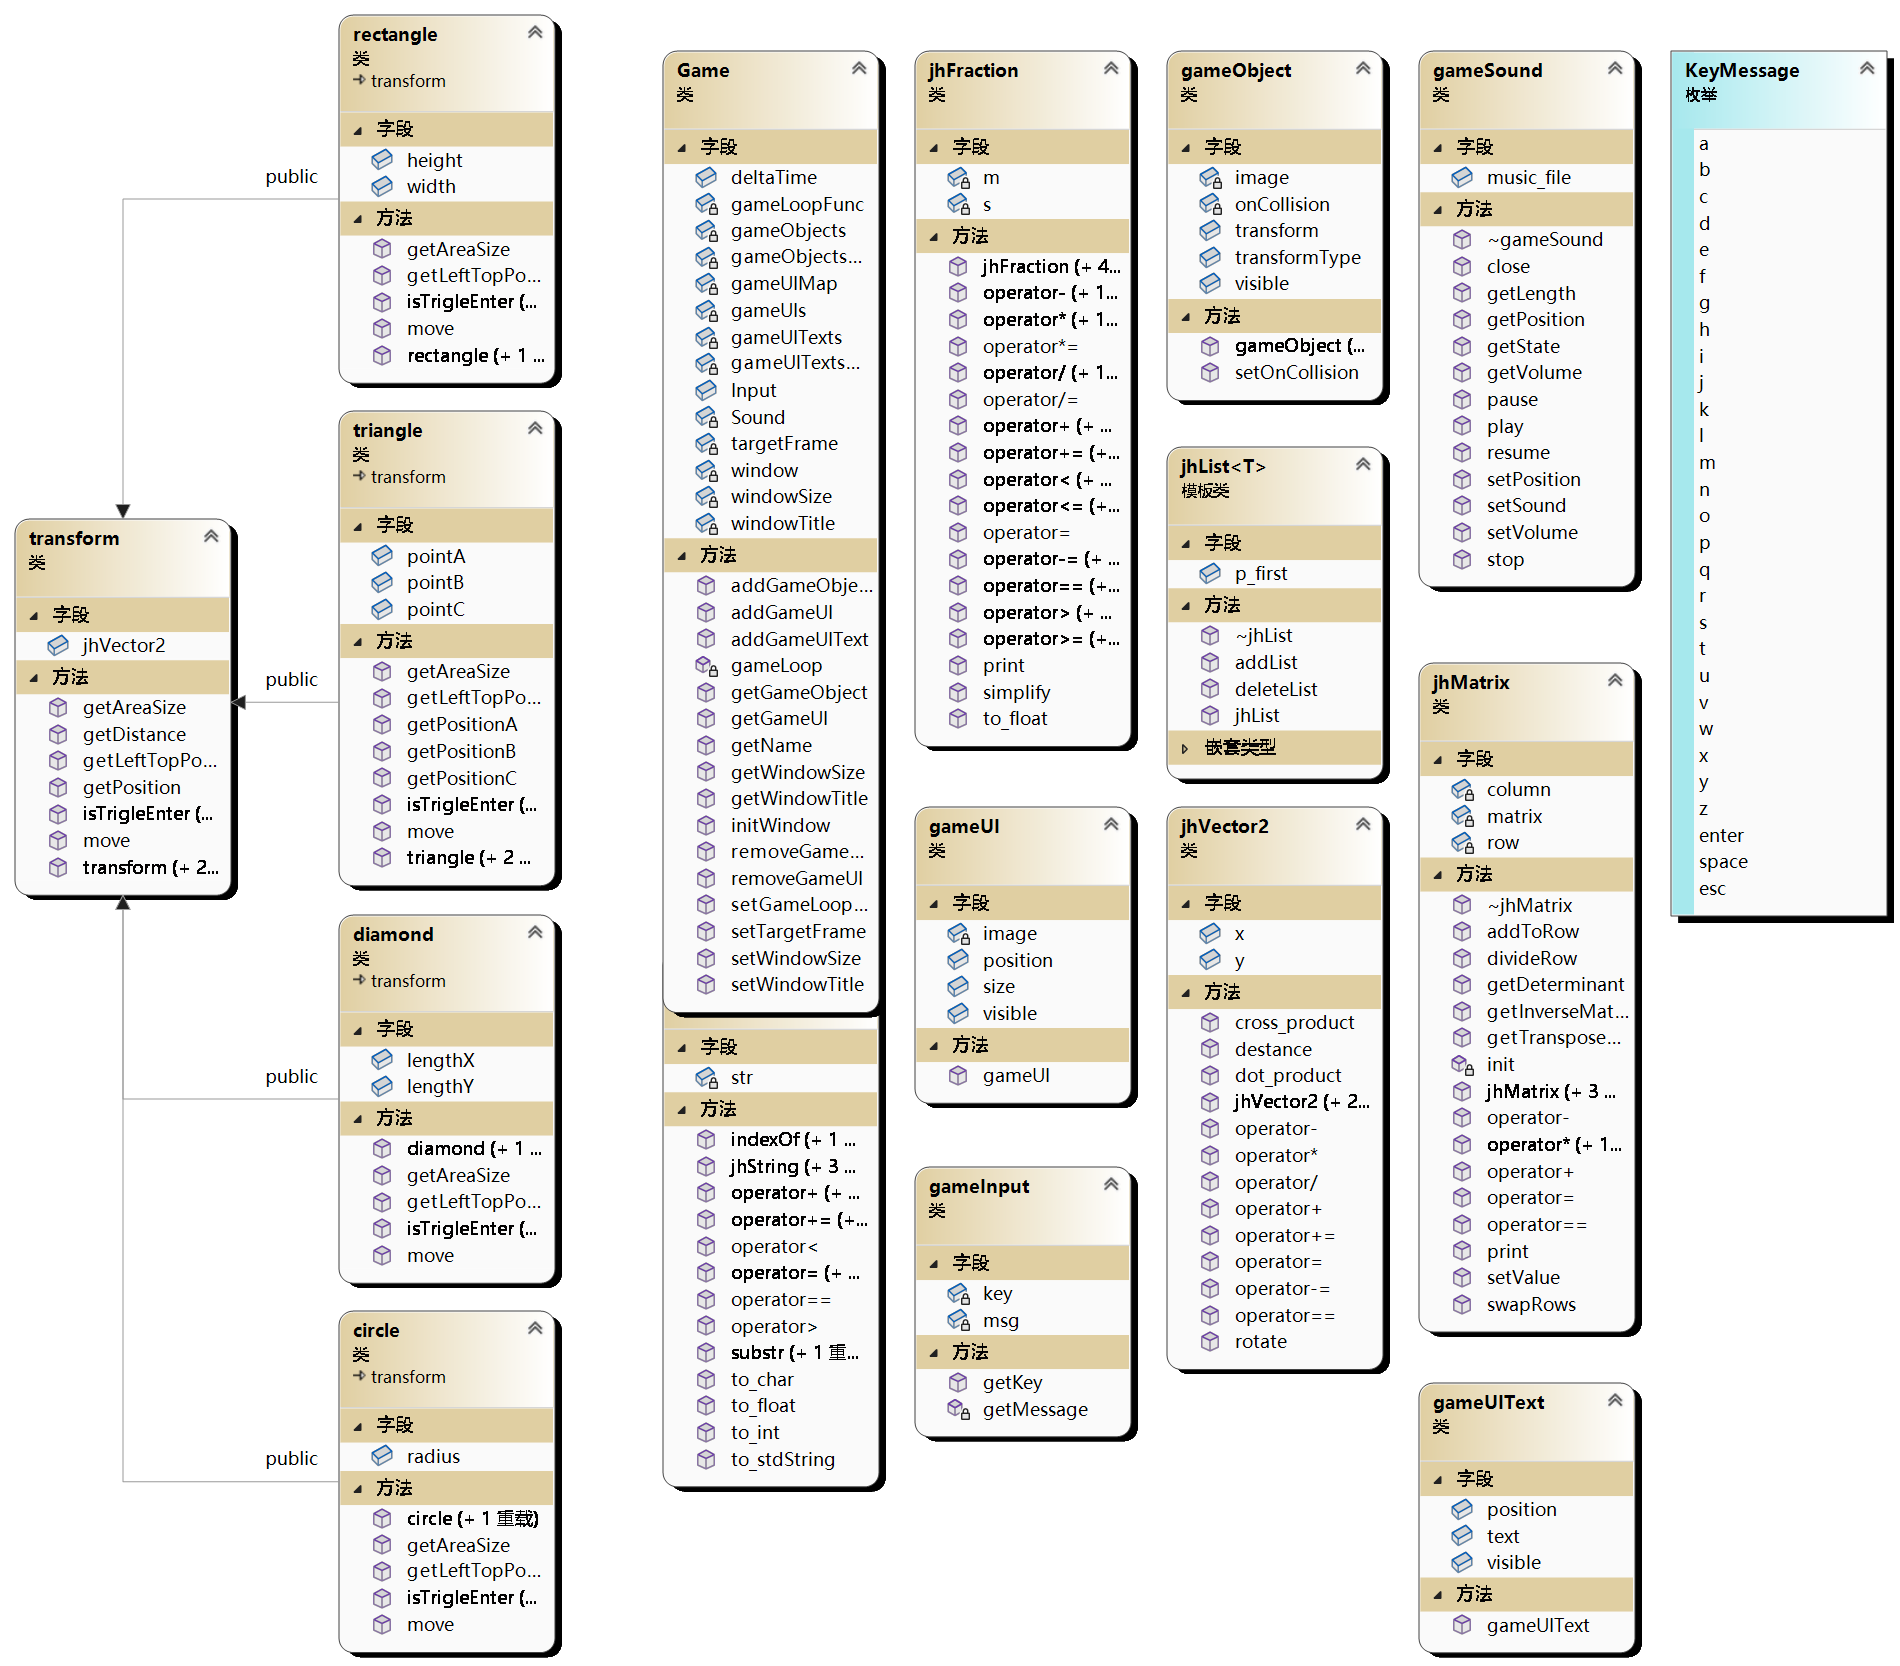 rectangle
类
transform
字段
height
width
方法
getAreaSize
getLeftTopPo...
isTrigleEnter (...
move
rectangle (+ 1 ...
public
triangle
类
transform
字段
pointA
pointB
pointC
方法
getAreaSize
getLeftTopPo...
getPositionA
getPositionB
getPositionC
isTrigleEnter (...
move
triangle (+ 2 ...
public
transform
类
字段
jhVector2
方法
getAreaSize
getDistance
getLeftTopPo...
getPosition
isTrigleEnter (...
move
transform (+ 2...
diamond
类
transform
字段
lengthX
lengthY
方法
diamond (+ 1 ...
getAreaSize
getLeftTopPo...
isTrigleEnter (...
move
public
circle
类
transform
字段
radius
方法
circle (+ 1 重载)
getAreaSize
getLeftTopPo...
isTrigleEnter (...
move
public
Game
类
字段
deltaTime
gameLoopFunc
gameObjects
gameObjects...
gameUIMap
gameUIs
gameUITexts
gameUITexts...
Input
Sound
targetFrame
window
windowSize
windowTitle
方法
addGameObje...
addGameUI
addGameUIText
gameLoop
getGameObject
getGameUI
getName
getWindowSize
getWindowTitle
initWindow
removeGame...
removeGameUI
setGameLoop...
setTargetFrame
setWindowSize
setWindowTitle
字段
str
方法
indexOf (+ 1 ...
jhString (+ 3 ...
operator+ (+ ...
operator+= (+...
operator<
operator= (+ ...
operator==
operator>
substr (+ 1 重...
to_char
to_float
to_int
to_stdString
jhFraction
类
字段
m
s
方法
jhFraction (+ 4...
operator- (+ 1...
operator* (+ 1...
operator*=
operator/ (+ 1...
operator/=
operator+ (+ ...
operator+= (+...
operator< (+ ...
operator<= (+...
operator=
operator-= (+ ...
operator== (+...
operator> (+ ...
operator>= (+...
print
simplify
to_float
gameUI
类
字段
image
position
size
visible
方法
gameUI
gameInput
类
字段
key
msg
方法
getKey
getMessage
gameObject
类
字段
image
onCollision
transform
transformType
visible
方法
gameObject (...
setOnCollision
jhList<T>
模板类
字段
p_first
方法
~jhList
addList
deleteList
jhList
嵌套类型
jhVector2
类
字段
x
y
方法
cross_product
destance
dot_product
jhVector2 (+ 2...
operator-
operator*
operator/
operator+
operator+=
operator=
operator-=
operator==
rotate
gameSound
类
字段
music_file
方法
~gameSound
close
getLength
getPosition
getState
getVolume
pause
play
resume
setPosition
setSound
setVolume
stop
jhMatrix
类
字段
column
matrix
row
方法
~jhMatrix
addToRow
divideRow
getDeterminant
getInverseMat...
getTranspose...
init
jhMatrix (+ 3 ...
operator-
operator* (+ 1...
operator+
operator=
operator==
print
setValue
swapRows
gameUIText
类
字段
position
text
visible
方法
gameUIText
KeyMessage
枚举
a
b
c
d
e
f
g
h
i
j
k
l
m
n
o
p
q
r
s
t
u
v
w
x
y
z
enter
space
esc